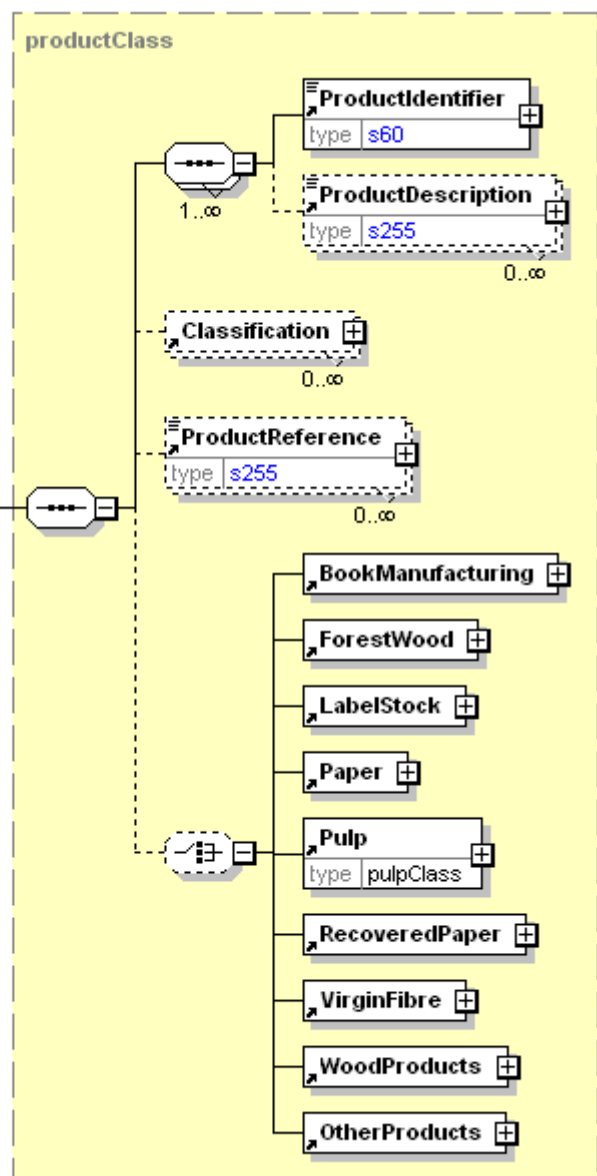 productClass
ProductIdentifier
type s60
1..∞
ProductDescription
type s255
0..∞
Classification
0..∞
ProductReference
type s255
0..∞
BookManufacturing
ForestWood
LabelStock
Paper
Pulp
type pulpClass
RecoveredPaper
VirginFibre
WoodProducts
OtherProducts